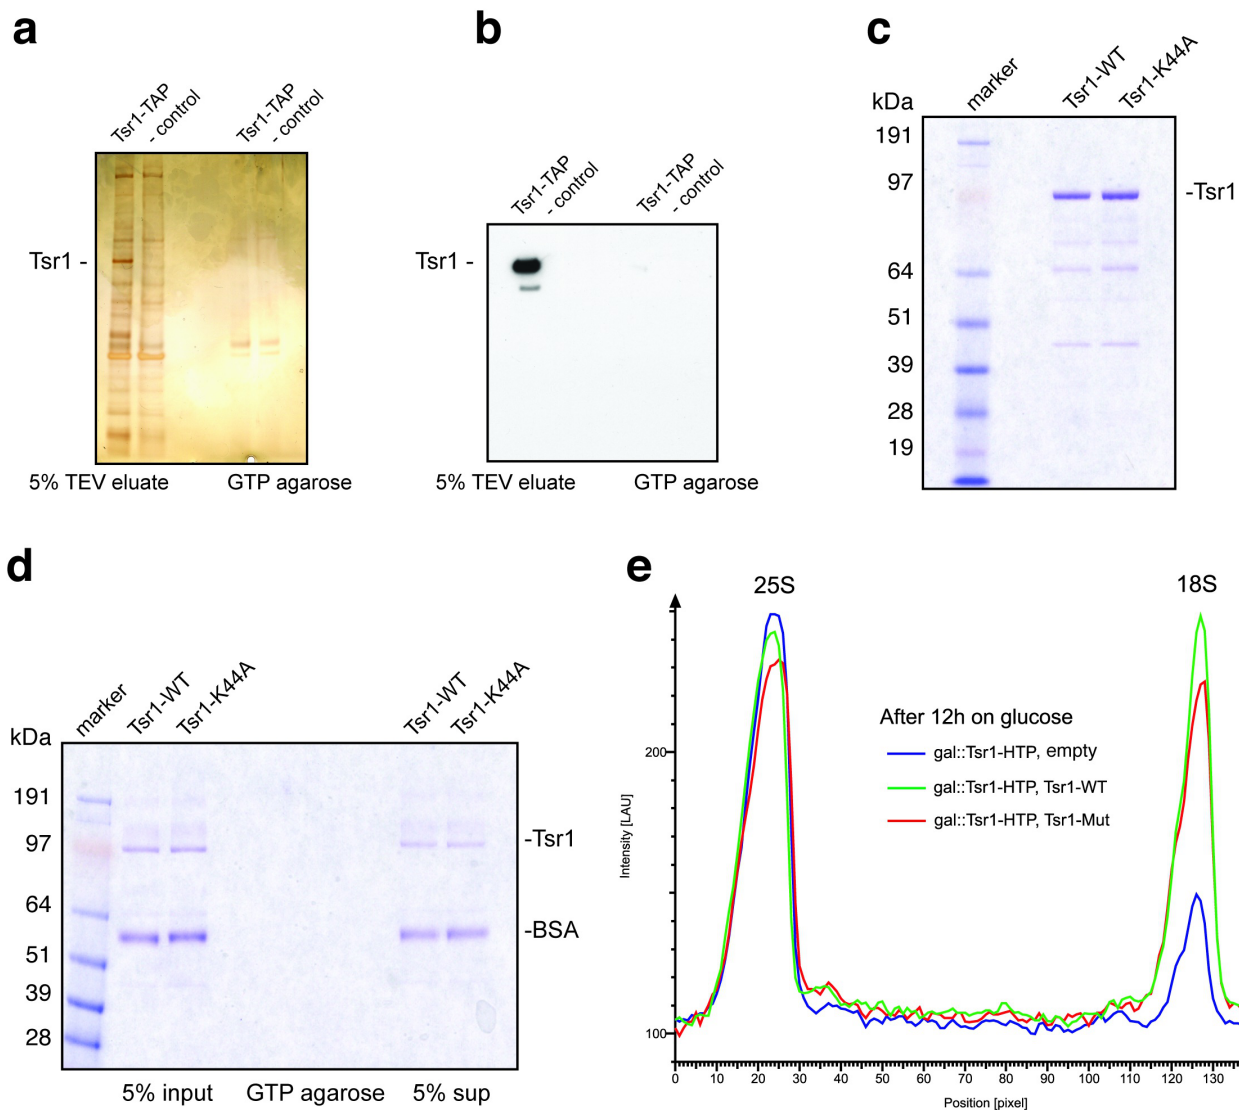 a
Tsr1-TAP
- control
Tsr1-TAP
- control
Tsr1 -
5% TEV eluate
GTP agarose
b
Tsr1-TAP
- control
Tsr1-TAP
- control
Tsr1 -
5% TEV eluate
GTP agarose
c
kDa
marker
Tsr1-WT
Tsr1-K44A
191
97
64
51
39
28
19
-Tsr1
d
kDa
marker
Tsr1-WT
Tsr1-K44A
Tsr1-WT
Tsr1-K44A
191
97
64
51
39
28
-Tsr1
-BSA
5% input
GTP agarose
5% sup
e
25S
18S
After 12h on glucose
gal::Tsr1-HTP, empty
gal::Tsr1-HTP, Tsr1-WT
gal::Tsr1-HTP, Tsr1-Mut
Intensity [LAU]
200
100
0 10 20 30 40 50 60 70 80 90 100 110 120 130
Position [pixel]